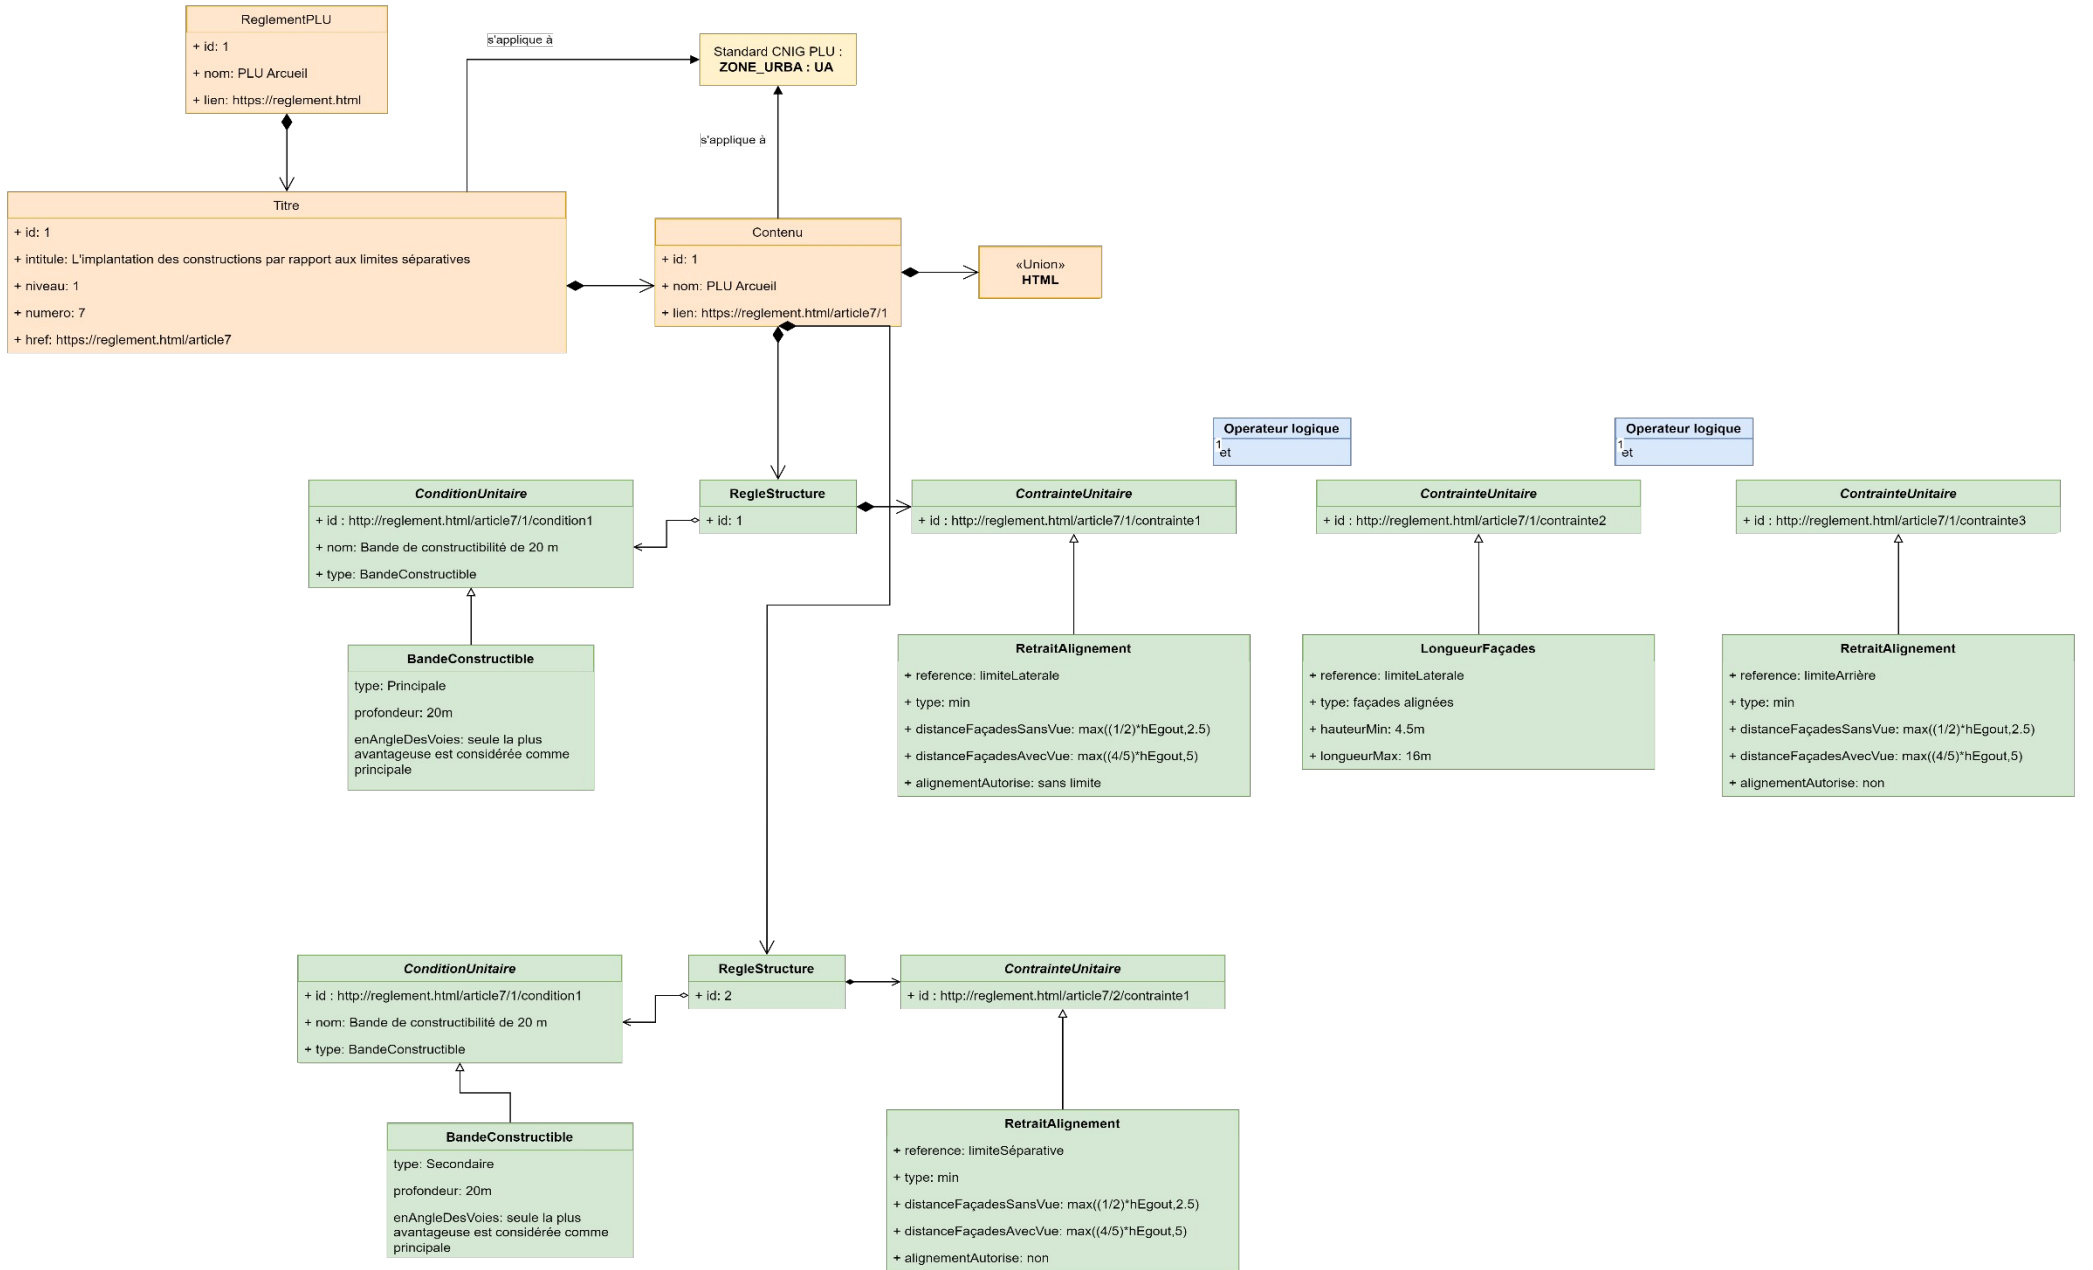 ReglementPLU
+ id: 1
+ nom: PLU Arcueil
+ lien: https://reglement.html
s'applique à
Standard CNIG PLU :
ZONE_URBA : UA
s'applique à
Titre
+ id: 1
+ intitule: L'implantation des constructions par rapport aux limites séparatives
+ niveau: 1
+ numero: 7
+ href: https://reglement.html/article7
Contenu
+ id: 1
+ nom: PLU Arcueil
+ lien: https://reglement.html/article7/1
«Union»
HTML
Operateur logique
1
et
Operateur logique
1
et
ConditionUnitaire
+ id : http://reglement.html/article7/1/condition1
+ nom: Bande de constructibilité de 20 m
+ type: BandeConstructible
RegleStructure
+ id: 1
ContrainteUnitaire
+ id : http://reglement.html/article7/1/contrainte1
ContrainteUnitaire
+ id : http://reglement.html/article7/1/contrainte2
ContrainteUnitaire
+ id : http://reglement.html/article7/1/contrainte3
BandeConstructible
type: Principale
profondeur: 20m
enAngleDesVoies: seule la plus
avantageuse est considérée comme
principale
RetraitAlignement
+ reference: limiteLaterale
+ type: min
+ distanceFaçadesSansVue: max((1/2)*hEgout,2.5)
+ distanceFaçadesAvecVue: max((4/5)*hEgout,5)
+ alignementAutorise: sans limite
LongueurFaçades
+ reference: limiteLaterale
+ type: façades alignées
+ hauteurMin: 4.5m
+ longueurMax: 16m
RetraitAlignement
+ reference: limiteArrière
+ type: min
+ distanceFaçadesSansVue: max((1/2)*hEgout,2.5)
+ distanceFaçadesAvecVue: max((4/5)*hEgout,5)
+ alignementAutorise: non
ConditionUnitaire
+ id : http://reglement.html/article7/1/condition1
+ nom: Bande de constructibilité de 20 m
+ type: BandeConstructible
RegleStructure
+ id: 2
ContrainteUnitaire
+ id : http://reglement.html/article7/2/contrainte1
BandeConstructible
type: Secondaire
profondeur: 20m
enAngleDesVoies: seule la plus
avantageuse est considérée comme
principale
RetraitAlignement
+ reference: limiteSéparative
+ type: min
+ distanceFaçadesSansVue: max((1/2)*hEgout,2.5)
+ distanceFaçadesAvecVue: max((4/5)*hEgout,5)
+ alignementAutorise: non